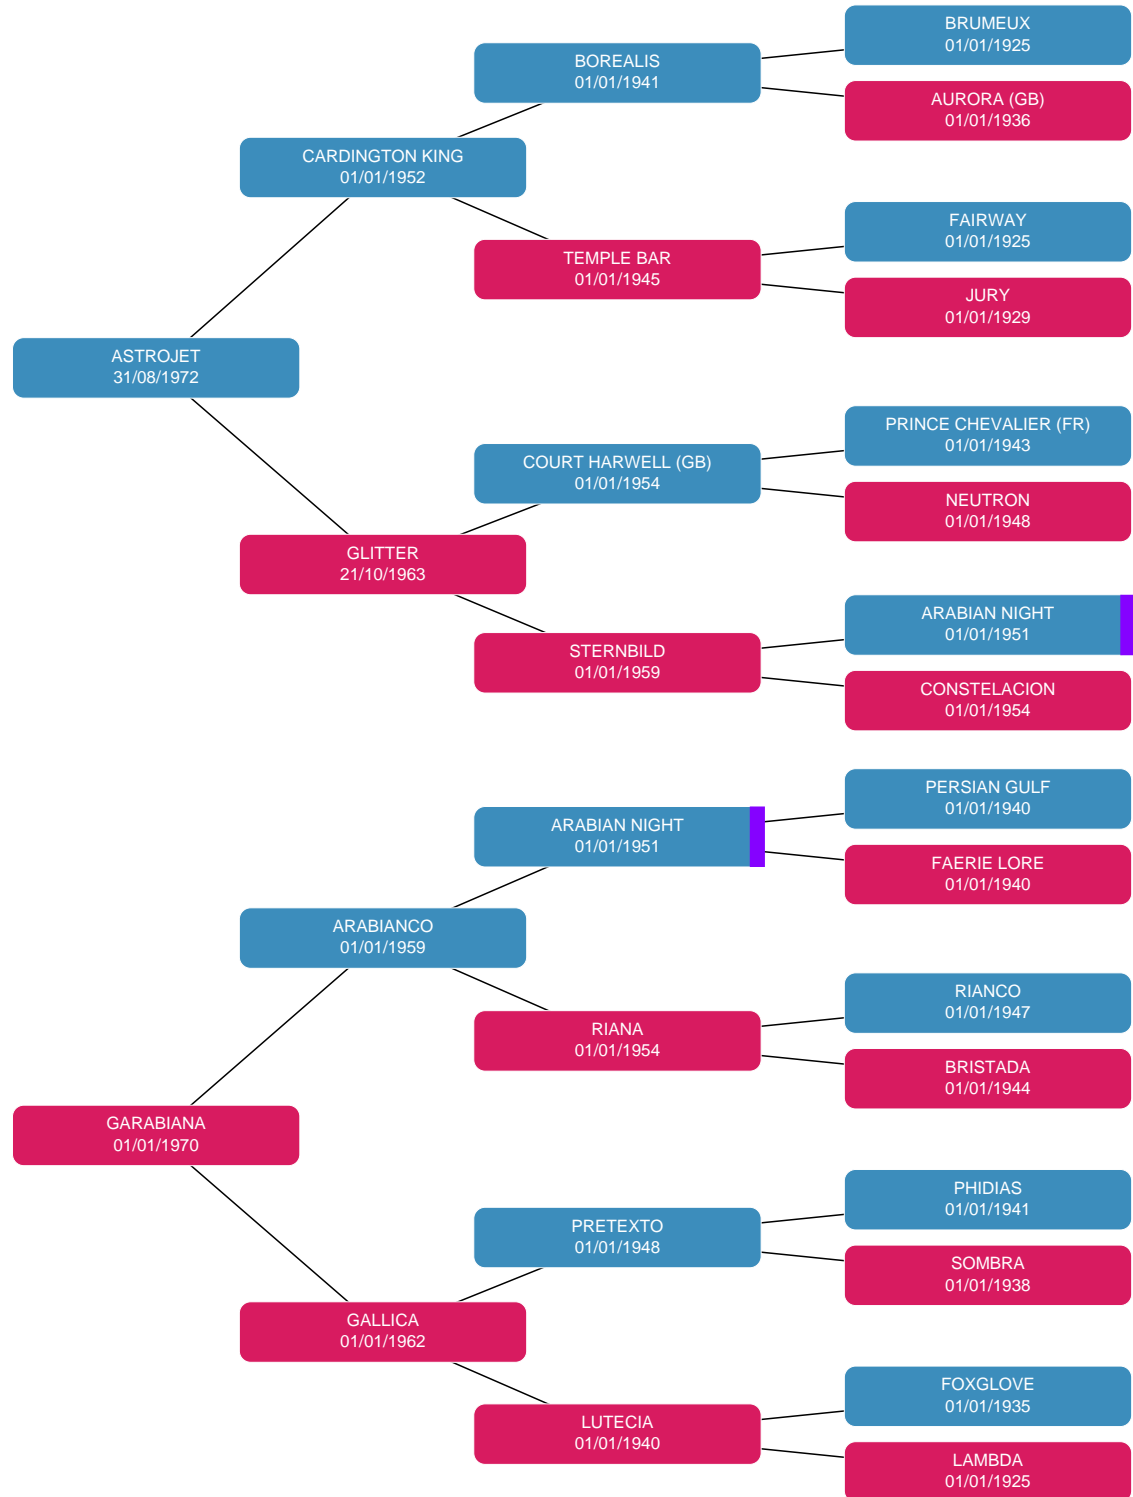 BRUMEUX
01/01/1925
BOREALIS
01/01/1941
AURORA (GB)
01/01/1936
CARDINGTON KING
01/01/1952
FAIRWAY
01/01/1925
TEMPLE BAR
01/01/1945
JURY
01/01/1929
ASTROJET
31/08/1972
PRINCE CHEVALIER (FR)
01/01/1943
COURT HARWELL (GB)
01/01/1954
NEUTRON
01/01/1948
GLITTER
21/10/1963
ARABIAN NIGHT
01/01/1951
STERNBILD
01/01/1959
CONSTELACION
01/01/1954
PERSIAN GULF
01/01/1940
ARABIAN NIGHT
01/01/1951
FAERIE LORE
01/01/1940
ARABIANCO
01/01/1959
RIANCO
01/01/1947
RIANA
01/01/1954
BRISTADA
01/01/1944
GARABIANA
01/01/1970
PHIDIAS
01/01/1941
PRETEXTO
01/01/1948
SOMBRA
01/01/1938
GALLICA
01/01/1962
FOXGLOVE
01/01/1935
LUTECIA
01/01/1940
LAMBDA
01/01/1925